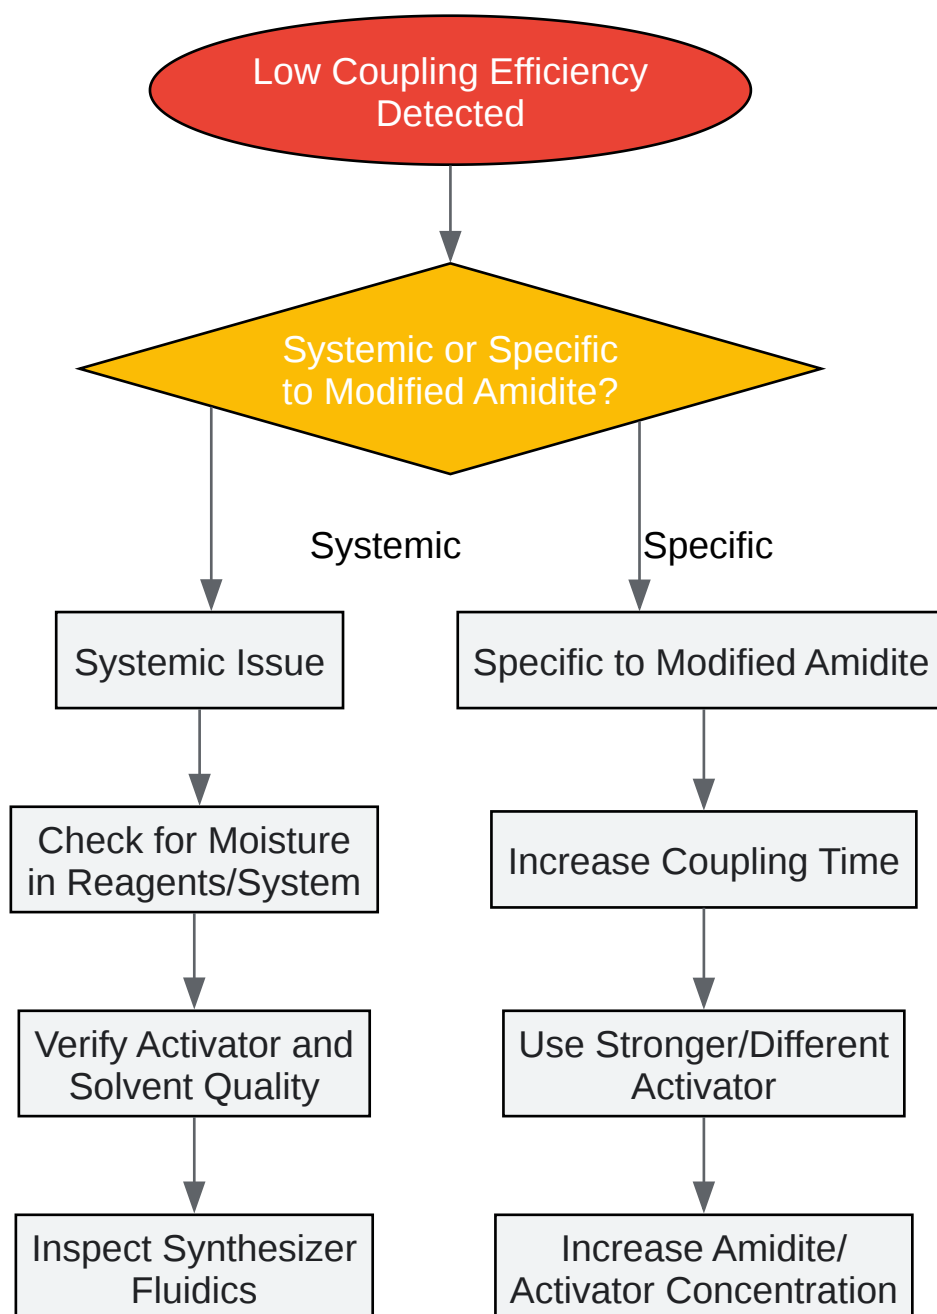 Low Coupling Efficiency
Detected
Systemic or Specific
to Modified Amidite?
Systemic
Specific
Systemic Issue
Specific to Modified Amidite
Check for Moisture
in Reagents/System
Increase Coupling Time
Verify Activator and
Solvent Quality
Use Stronger/Different
Activator
Inspect Synthesizer
Fluidics
Increase Amidite/
Activator Concentration